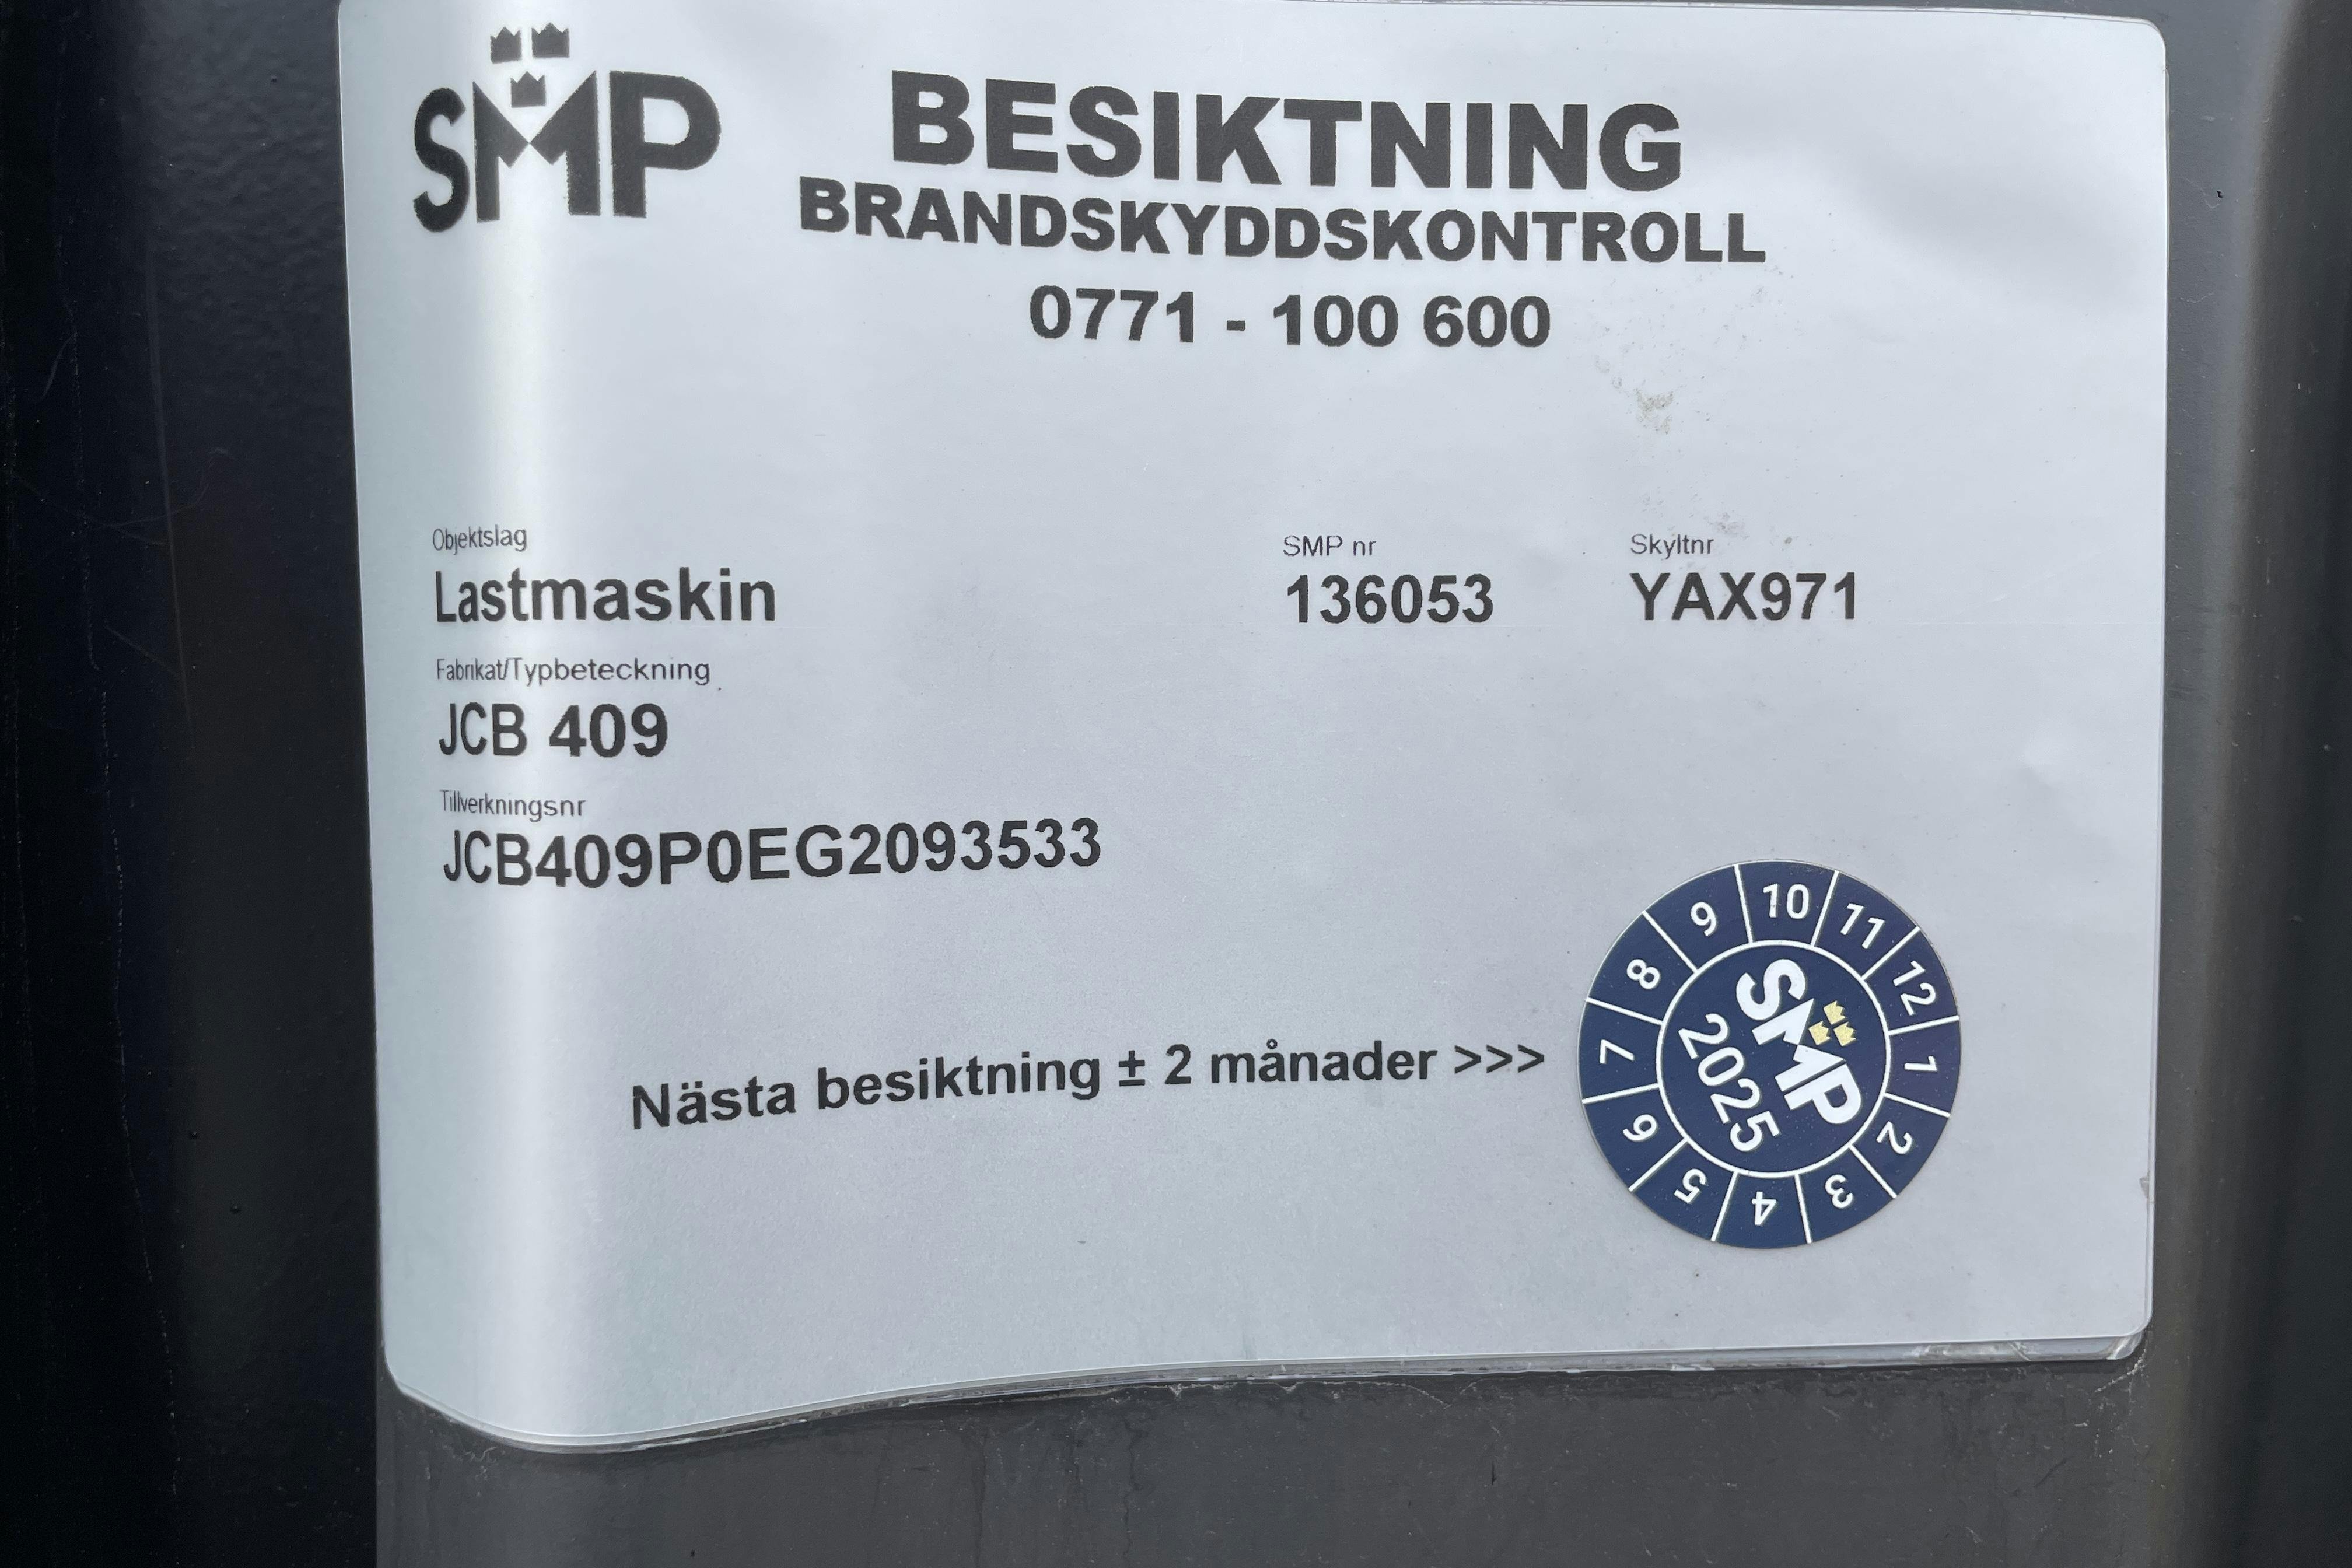 SMP
BESIKTNING
BRANDSKYDDSKONTROLL
0771 - 100 600
Objektslag
Lastmaskin
SMP nr
136053
Skyltnr
YAX971
Fabrikat/Typbeteckning
JCB 409
Tillverkningsnr
JCB409P0EG2093533
Nästa besiktning ± 2 månader >>>
SMP
2025
1
2
3
4
5
6
7
8
9
10
11
12